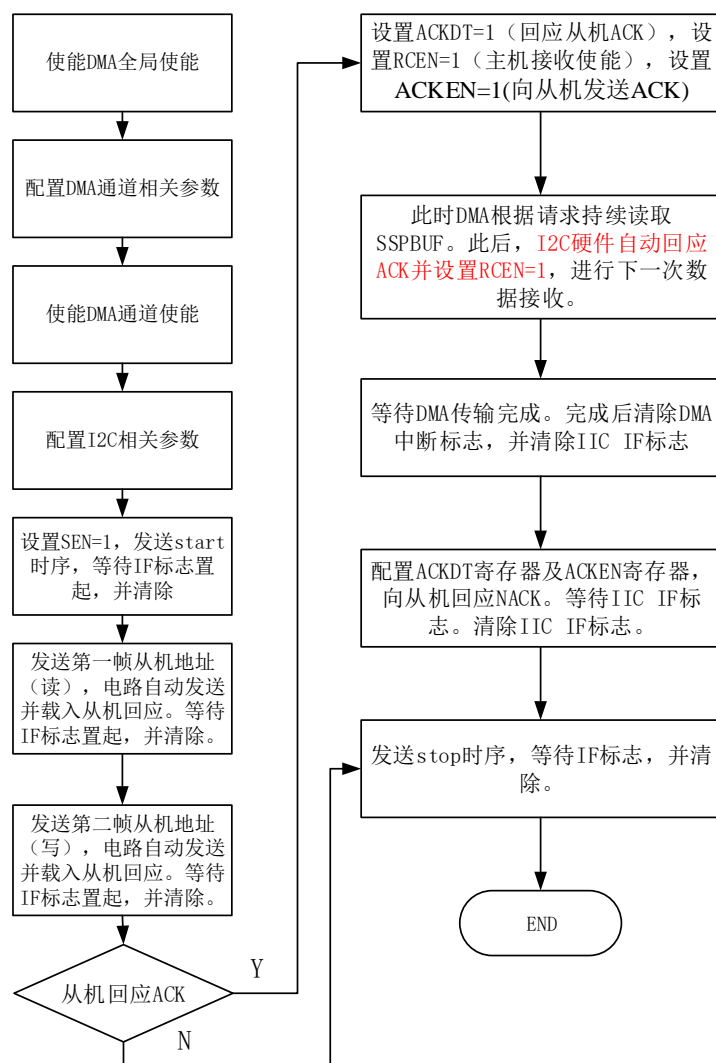 使能DMA全局使能
配置DMA通道相关参数
使能DMA通道使能
配置I2C相关参数
设置SEN=1，发送start
时序，等待IF标志置
起，并清除
发送第一帧从机地址
（读），电路自动发送
并载入从机回应。等待
IF标志置起，并清除。
发送第二帧从机地址
（写），电路自动发送
并载入从机回应。等待
IF标志置起，并清除。
从机回应ACK
Y
N
设置ACKDT=1（回应从机ACK），设
置RCEN=1（主机接收使能），设置
ACKEN=1(向从机发送ACK)
此时DMA根据请求持续读取
SSPBUF。此后，I2C硬件自动回应
ACK并设置RCEN=1，进行下一次数
据接收。
等待DMA传输完成。完成后清除DMA
中断标志，并清除IIC IF标志
配置ACKDT寄存器及ACKEN寄存器，
向从机回应NACK。等待IIC IF标
志。清除IIC IF标志。
发送stop时序，等待IF标志，并清
除。
END